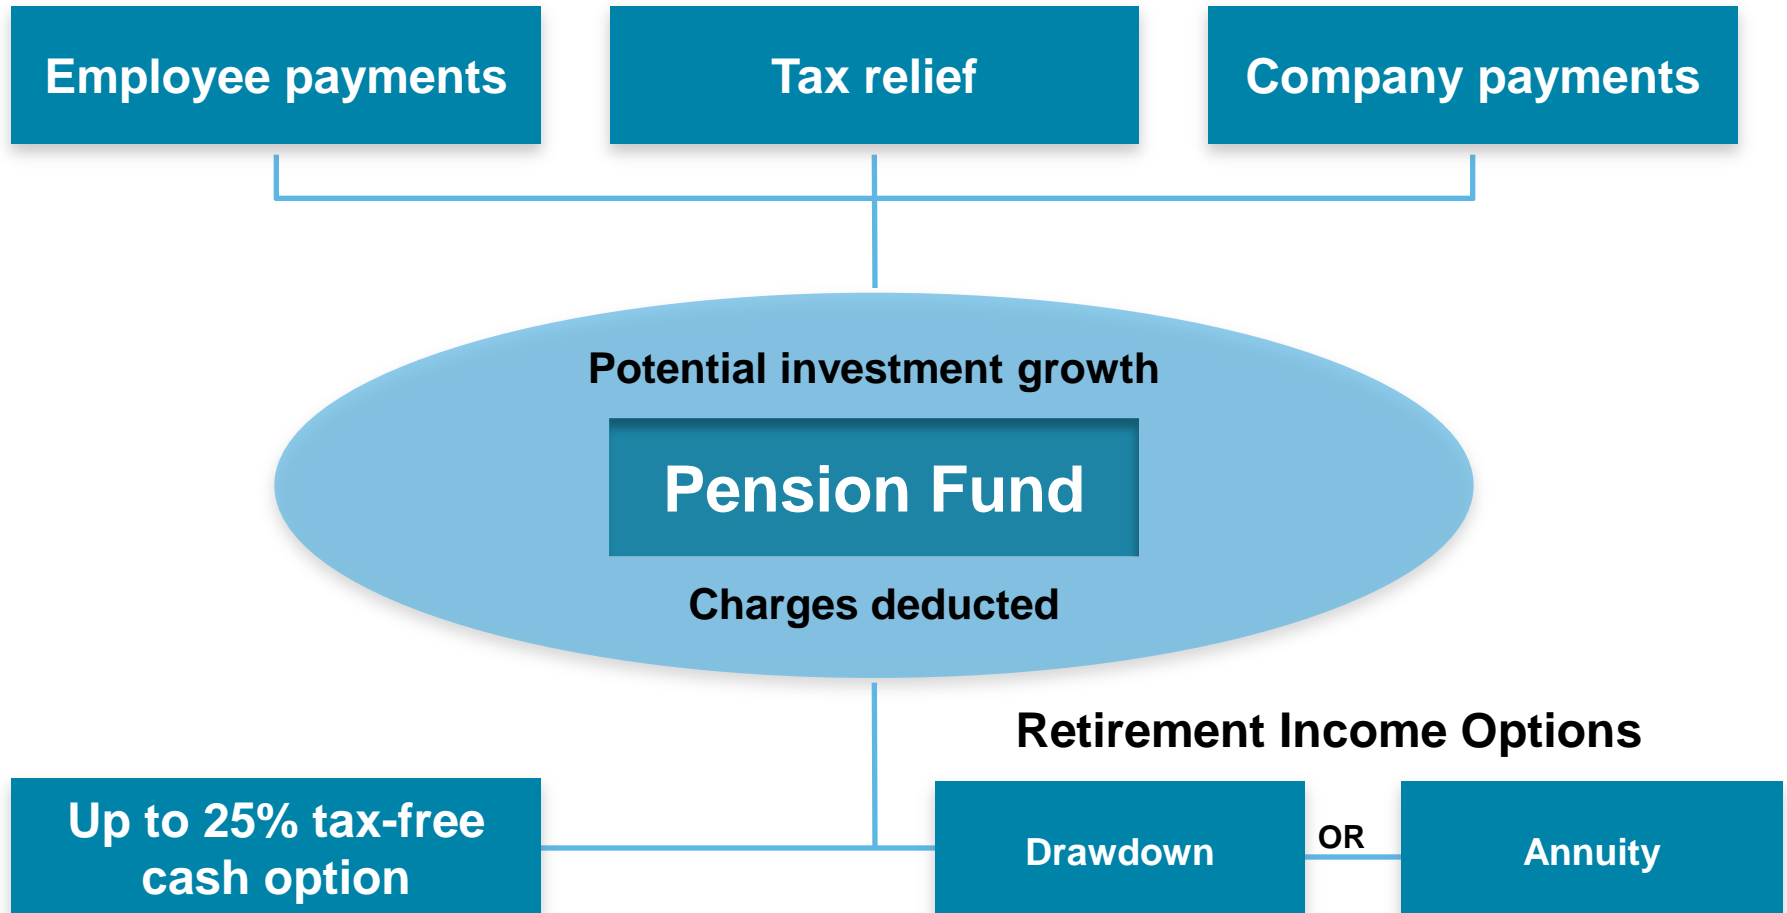 Employee payments
Tax relief
Company payments
Potential investment growth
Pension Fund
Charges deducted
Retirement Income Options
Up to 25% tax-free
cash option
Drawdown
OR
Annuity